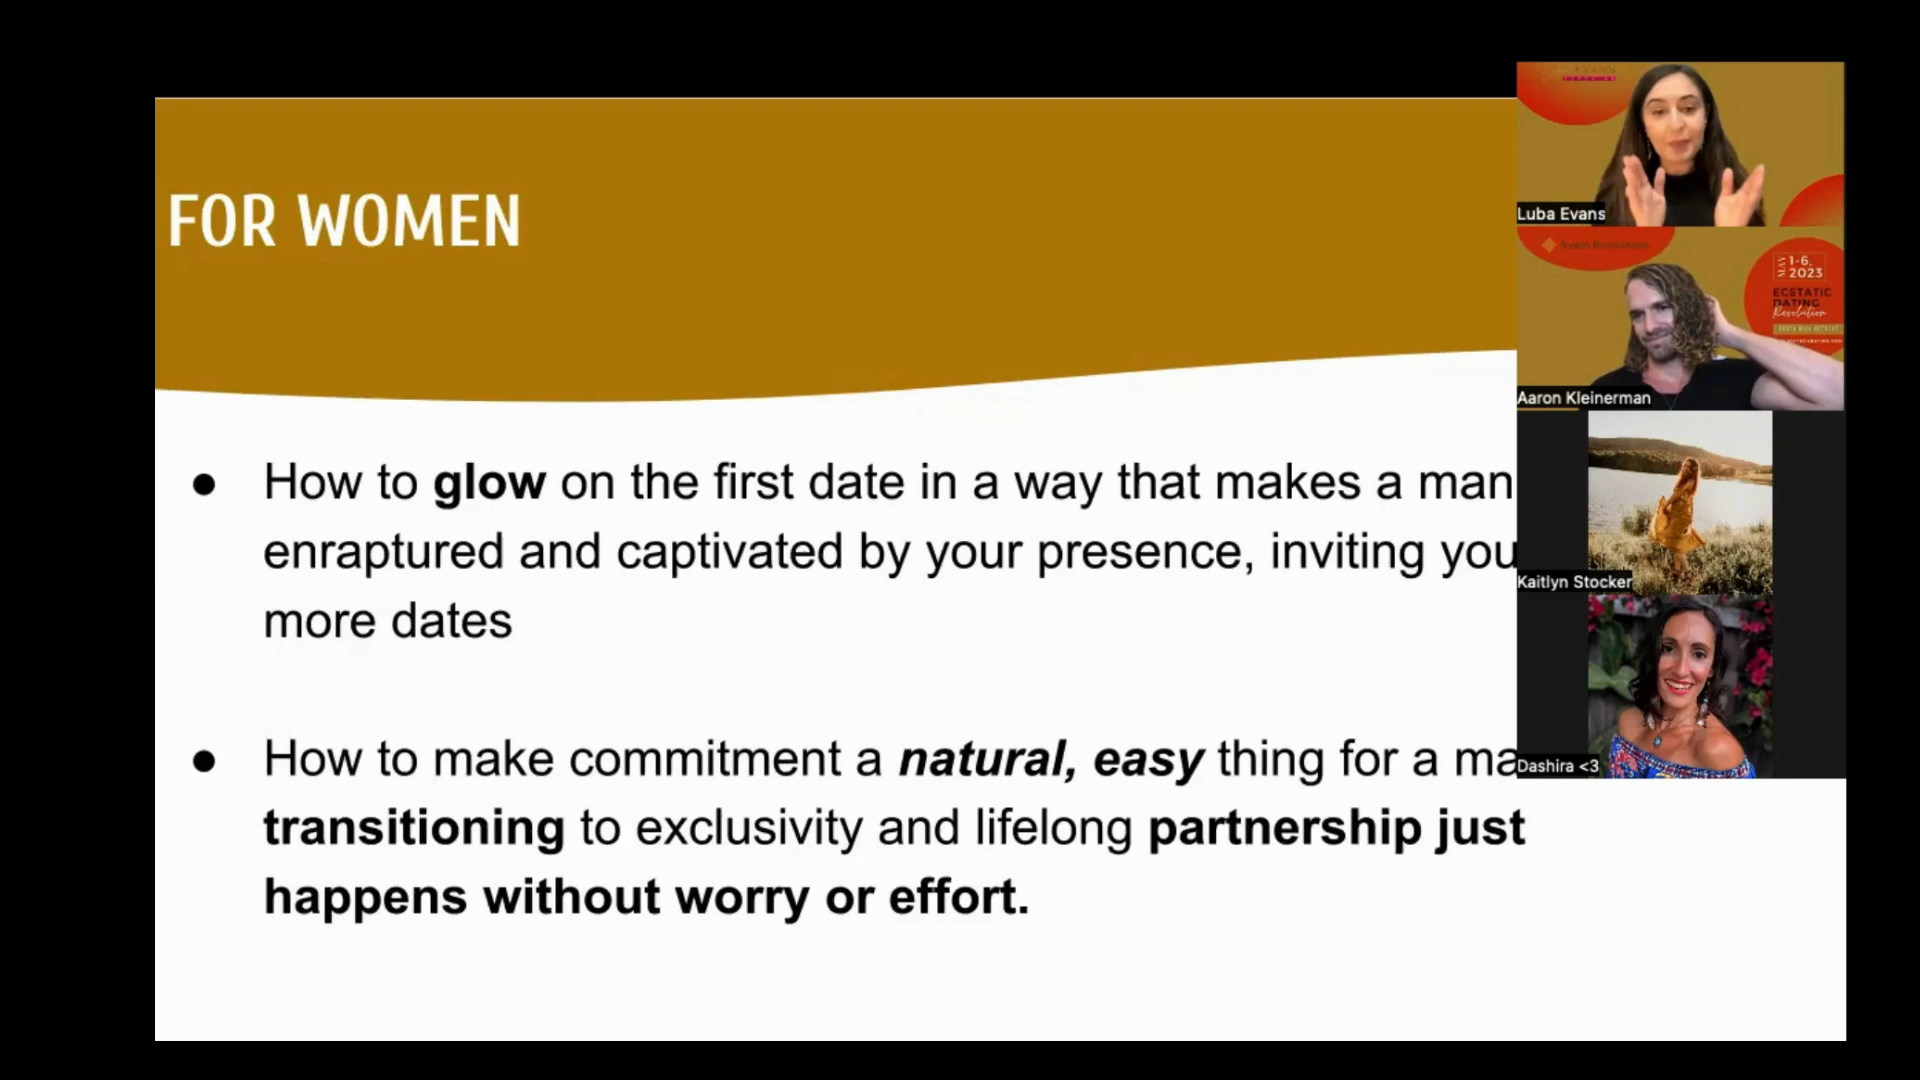 FOR WOMEN
● How to glow on the first date in a way that makes a man
enraptured and captivated by your presence, inviting you
more dates
● How to make commitment a natural, easy thing for a ma
transitioning to exclusivity and lifelong partnership just
happens without worry or effort.
Luba Evans
MAY 1-6,
2023
ECSTATIC
DATING
Revolution
Aaron Kleinerman
Kaitlyn Stocker
Dashira <3